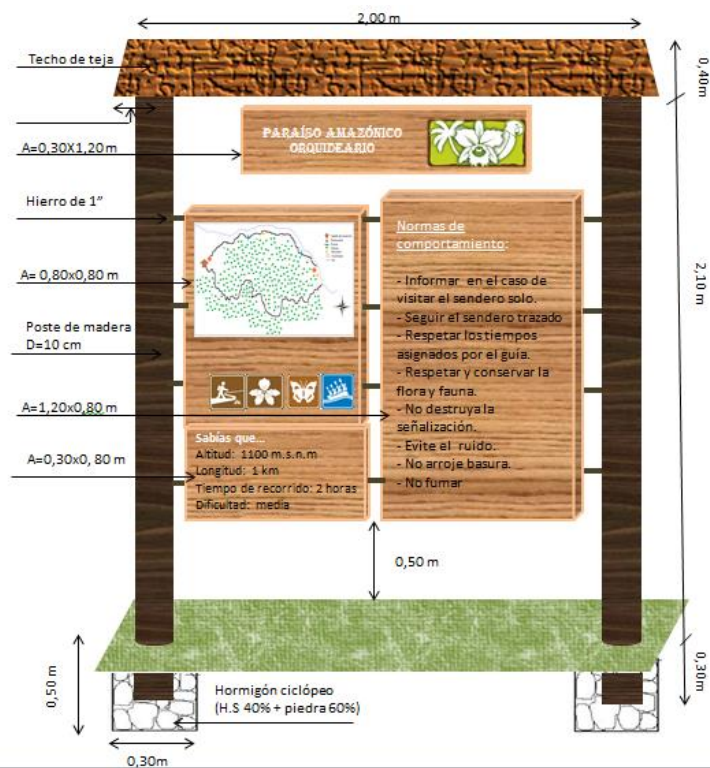 2,00 m
Techo de teja
0,40m
A=0,30X1,20 m
PARAÍSO AMAZÓNICO
ORQUIDEARIO
Hierro de 1”
A= 0,80x0,80 m
Poste de madera
D=10 cm
A=1,20x0,80 m
A=0,30x0, 80 m
Sabías que...
Altitud: 1100 m.s.n.m
Longitud: 1 km
Tiempo de recorrido: 2 horas
Dificultad: media
Normas de
comportamiento:
- Informar en el caso de
visitar el sendero solo.
- Seguir el sendero trazado
- Respetar los tiempos
asignados por el guía.
- Respetar y conservar la
flora y fauna.
- No destruya la
señalización.
- Evite el ruido.
- No arroje basura.
- No fumar
2,10 m
0,50 m
0,30m
0,50 m
Hormigón ciclópeo
(H.S 40% + piedra 60%)
0,30m